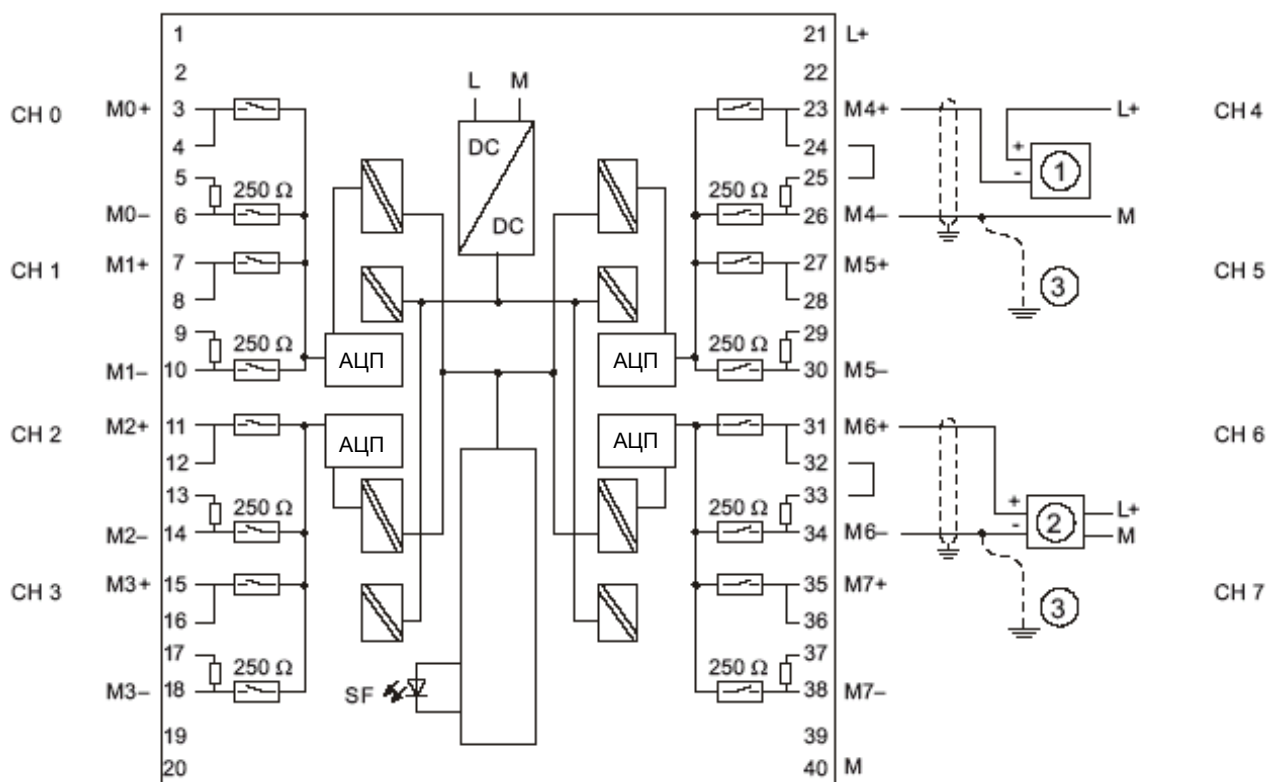 1 21 L+
2 22
L M
CH 0 M0+ 3 23 M4+ L+ CH 4
DC
4 24 +
1
-
5 250 Ω 250 Ω 25
M0– 6 26 M4– M
DC
CH 1 M1+ 7 27 M5+ CH 5
3
8 28
9 250 Ω 250 Ω 29
АЦП АЦП
M1– 10 30 M5–
CH 2 M2+ 11 31 M6+ CH 6
АЦП АЦП
12 32
13 250 Ω 250 Ω 33
+ 2 L+
-
M2– 14 34 M6– M
CH 3 M3+ 15 35 M7+ CH 7
3
16 36
17 250 Ω 250 Ω 37
M3– 18 SF 38 M7–
19 39
20 40 M